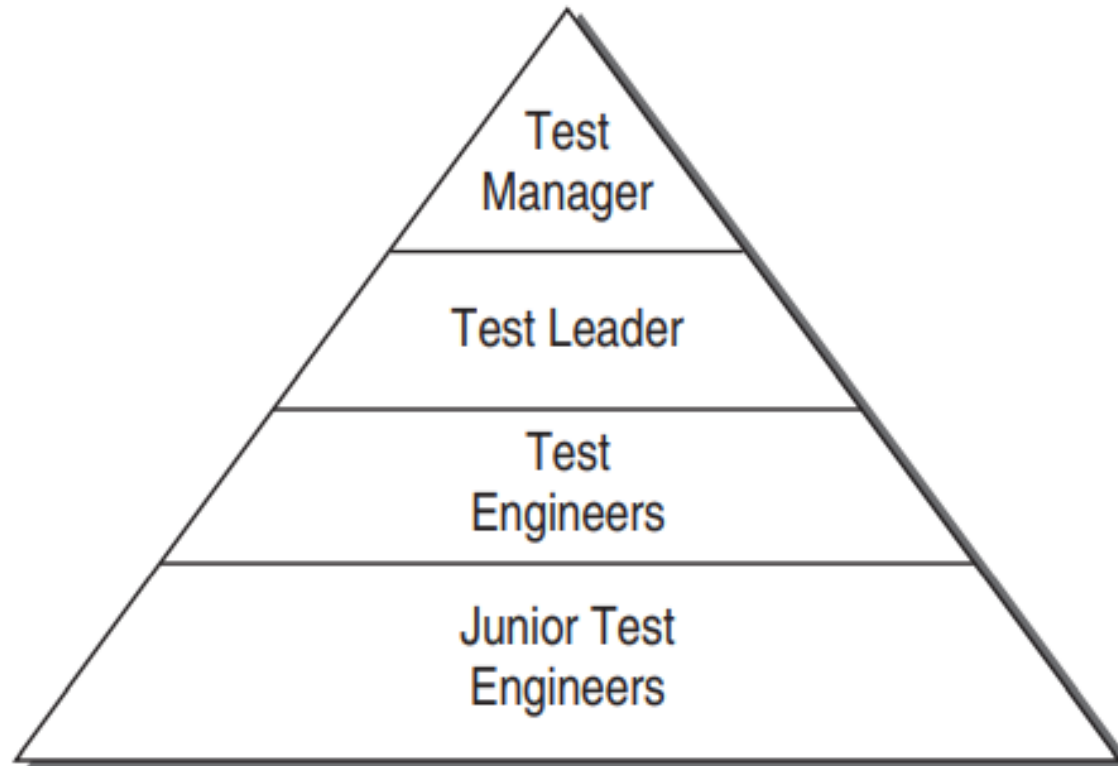 Test
Manager
Test Leader
Test
Engineers
Junior Test
Engineers